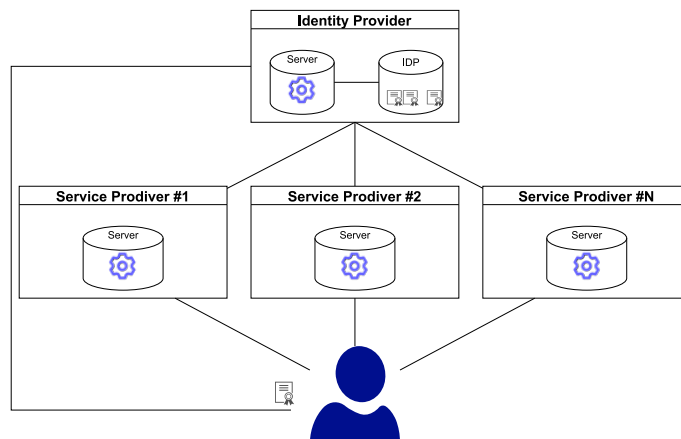 Identity Provider
Server
IDP
Service Prodiver #1
Service Prodiver #2
Service Prodiver #N
Server
Server
Server